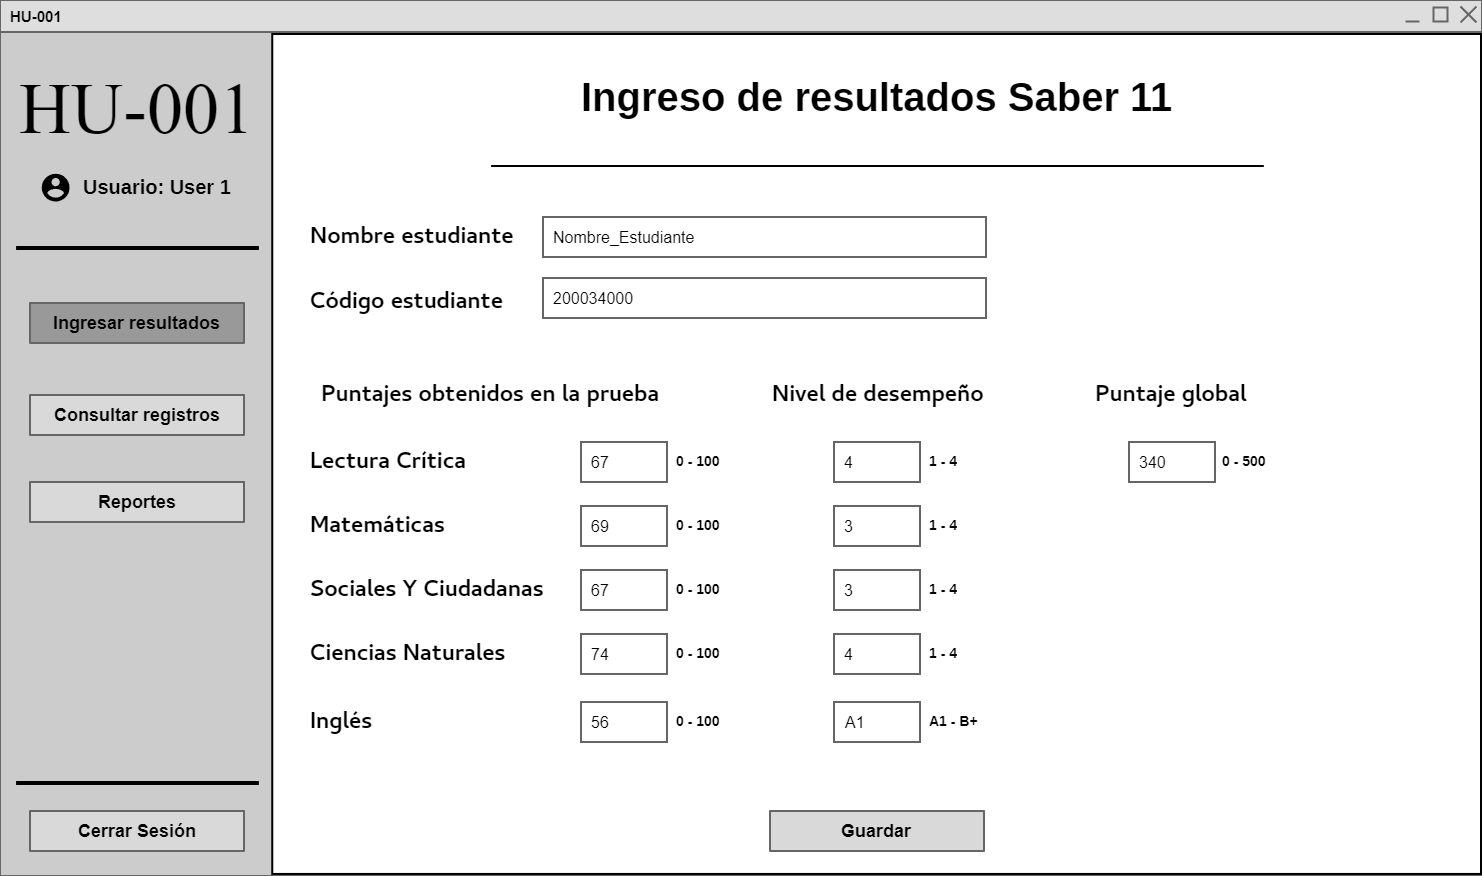 HU-001
HU-001
Usuario: User 1
Ingresar resultados
Consultar registros
Reportes
Cerrar Sesión
Ingreso de resultados Saber 11
Nombre estudiante Nombre_Estudiante
Código estudiante 200034000
Puntajes obtenidos en la prueba Nivel de desempeño Puntaje global
Lectura Crítica 67 0 - 100 4 1 - 4 340 0 - 500
Matemáticas 69 0 - 100 3 1 - 4
Sociales Y Ciudadanas 67 0 - 100 3 1 - 4
Ciencias Naturales 74 0 - 100 4 1 - 4
Inglés 56 0 - 100 A1 A1 - B+
Guardar